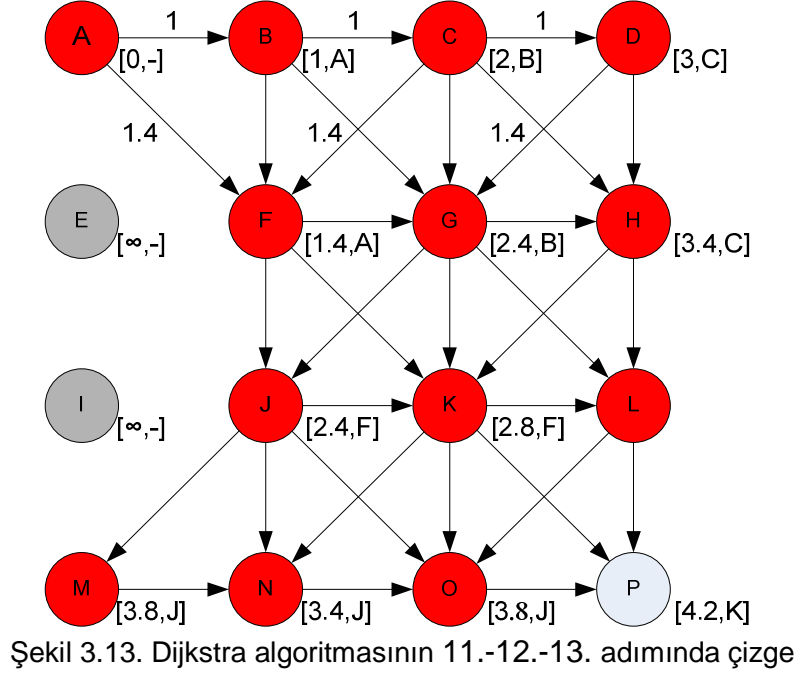 A 1 B 1 C 1 D
[0,-] [1,A] [2,B] [3,C]
1.4 1.4 1.4
E F G H
[∞,-] [1.4,A] [2.4,B] [3.4,C]
I J K L
[∞,-] [2.4,F] [2.8,F]
M N O P
[3.8,J] [3.4,J] [3.8,J] [4.2,K]
Şekil 3.13. Dijkstra algoritmasının 11.-12.-13. adımında çizge